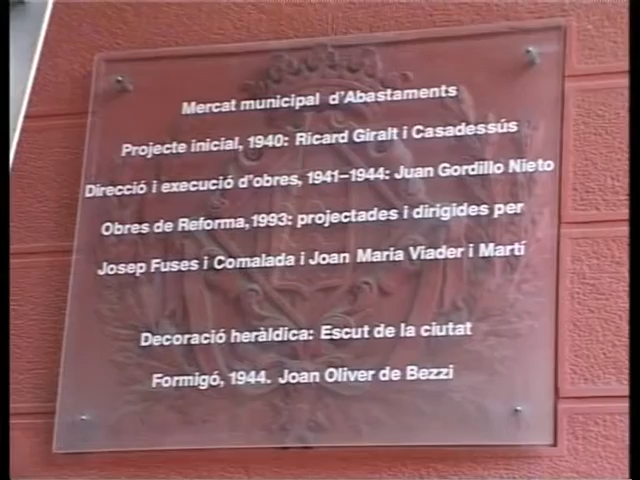 Mercat municipal d'Abastaments
Projecte inicial, 1940: Ricard Giralt i Casadessús
Direcció i execució d'obres, 1941–1944: Juan Gordillo Nieto
Obres de Reforma,1993: projectades i dirigides per
Josep Fuses i Comalada i Joan Maria Viader i Martí
Decoració heràldica: Escut de la ciutat
Formigó, 1944. Joan Oliver de Bezzi